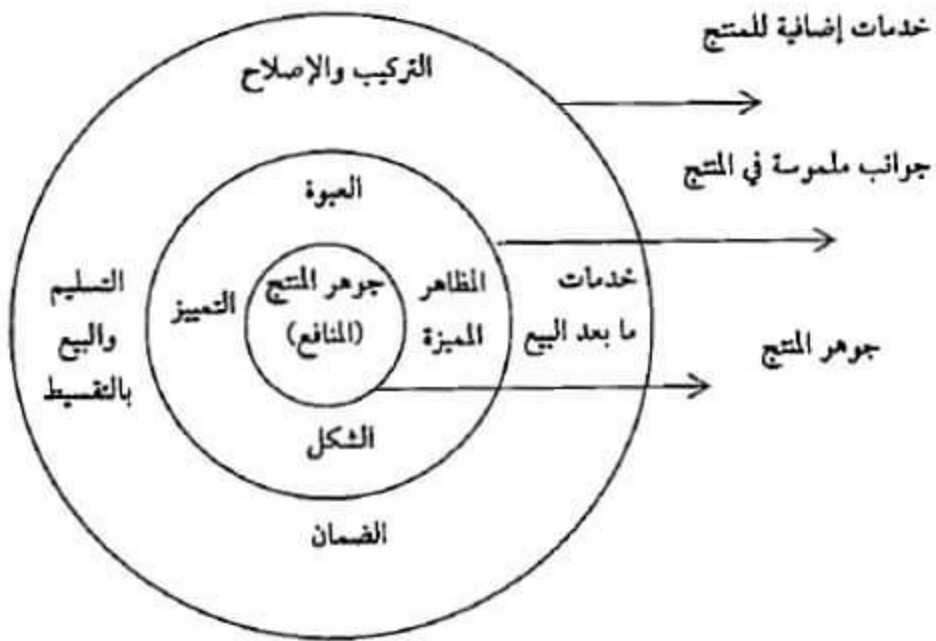 خدمات إضافية للمنتج
التركيب والإصلاح
جوانب ملموسة في المنتج
العبوة
جوهر المنتج
(المنافع)
المظاهر
المميزة
التمييز
الشكل
خدمات
ما بعد البيع
التسليم
والبيع
بالتقسيط
جوهر المنتج
الضمان